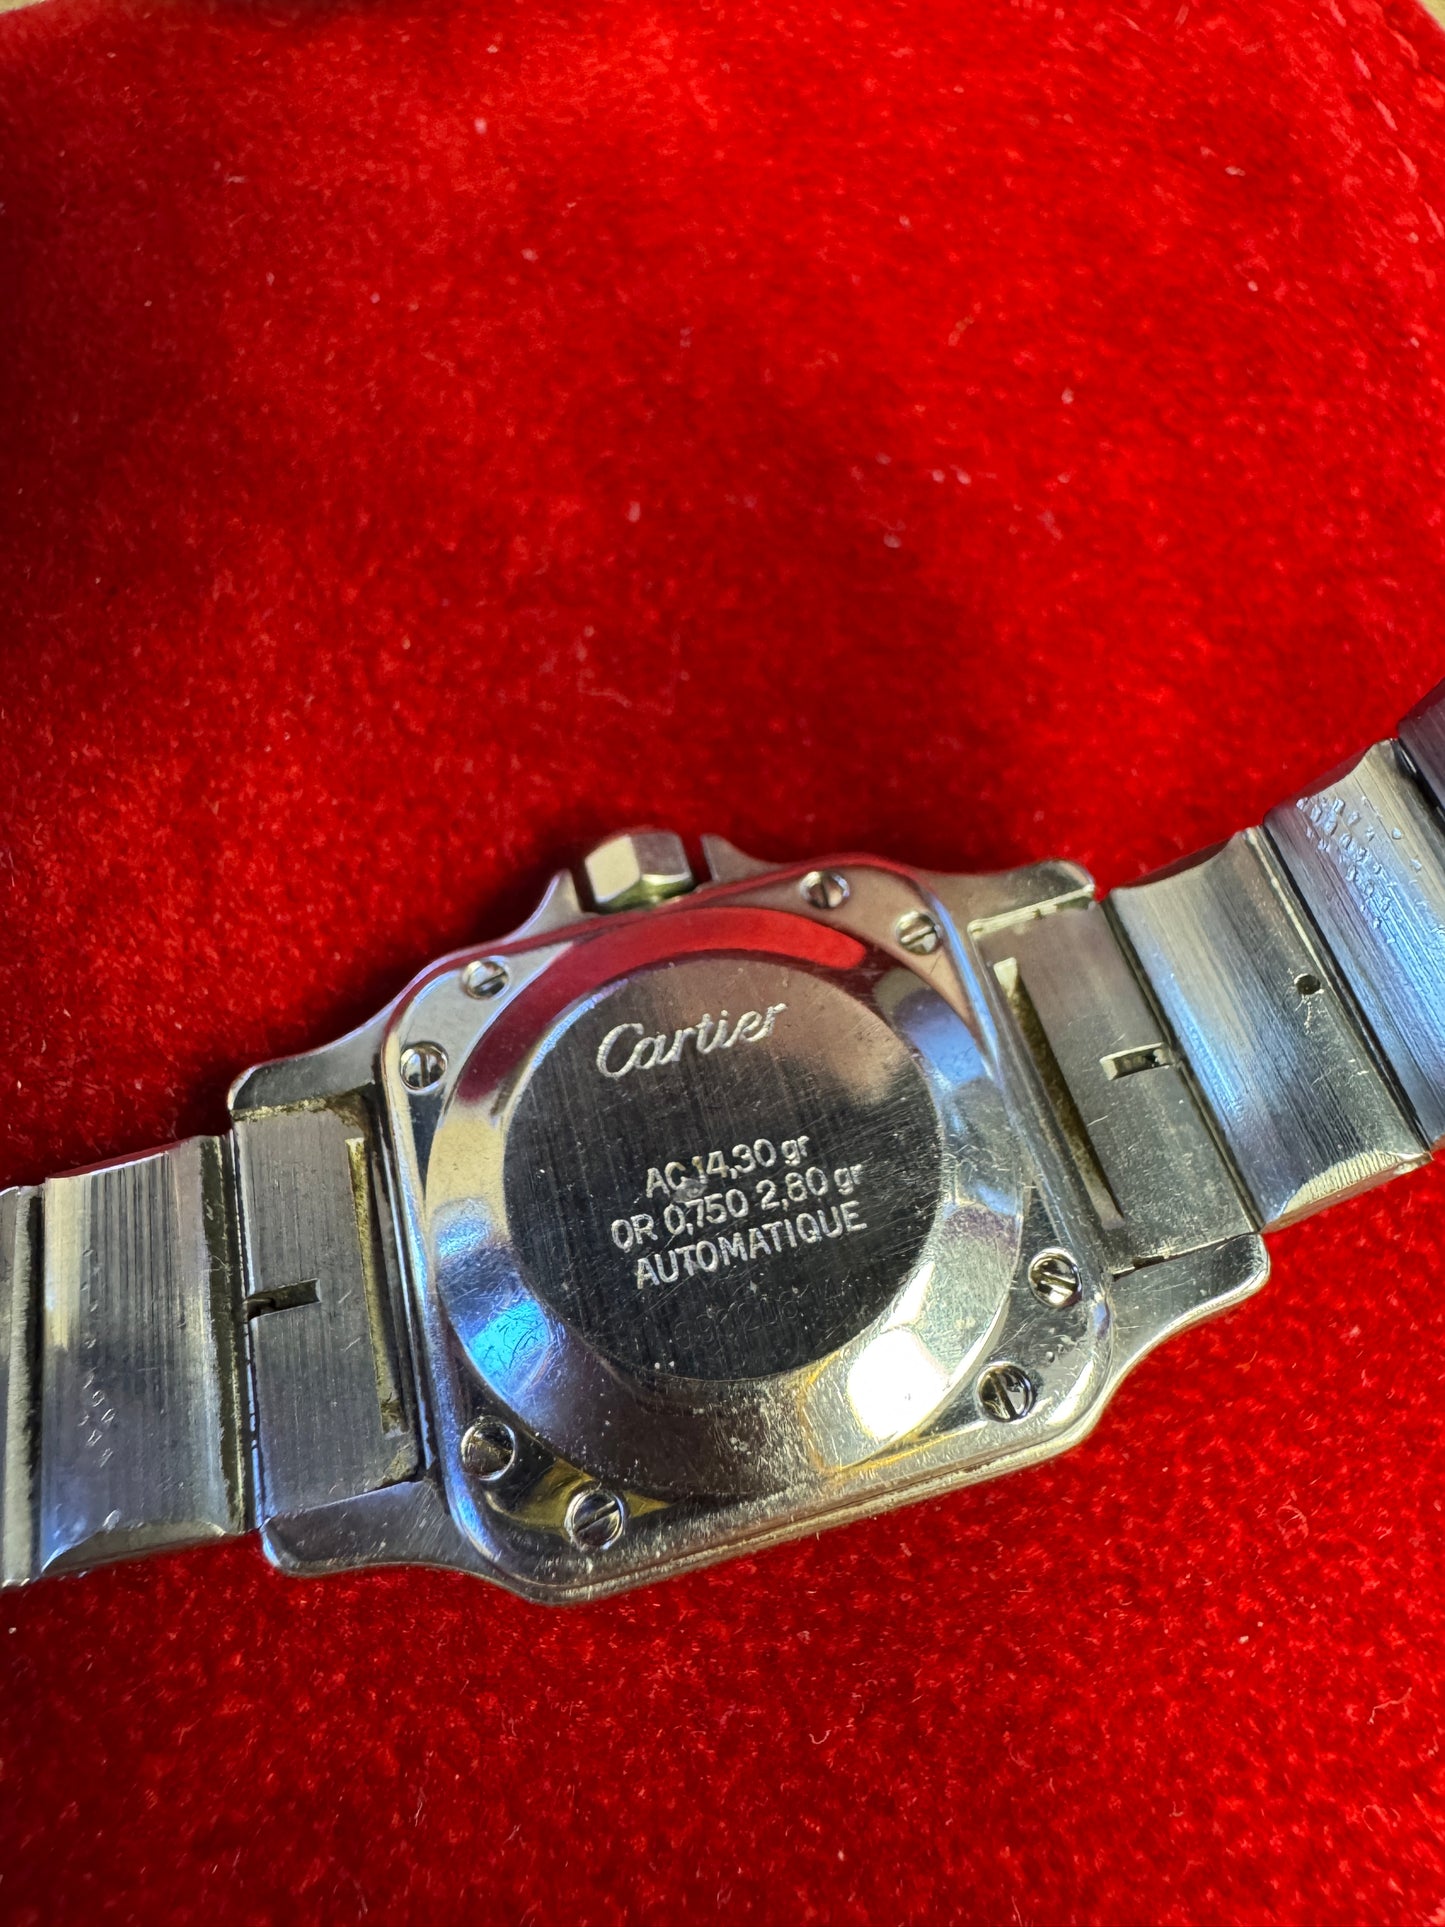 Cartier
AC 14,30 gr
OR 0,750 2,80 gr
AUTOMATIQUE